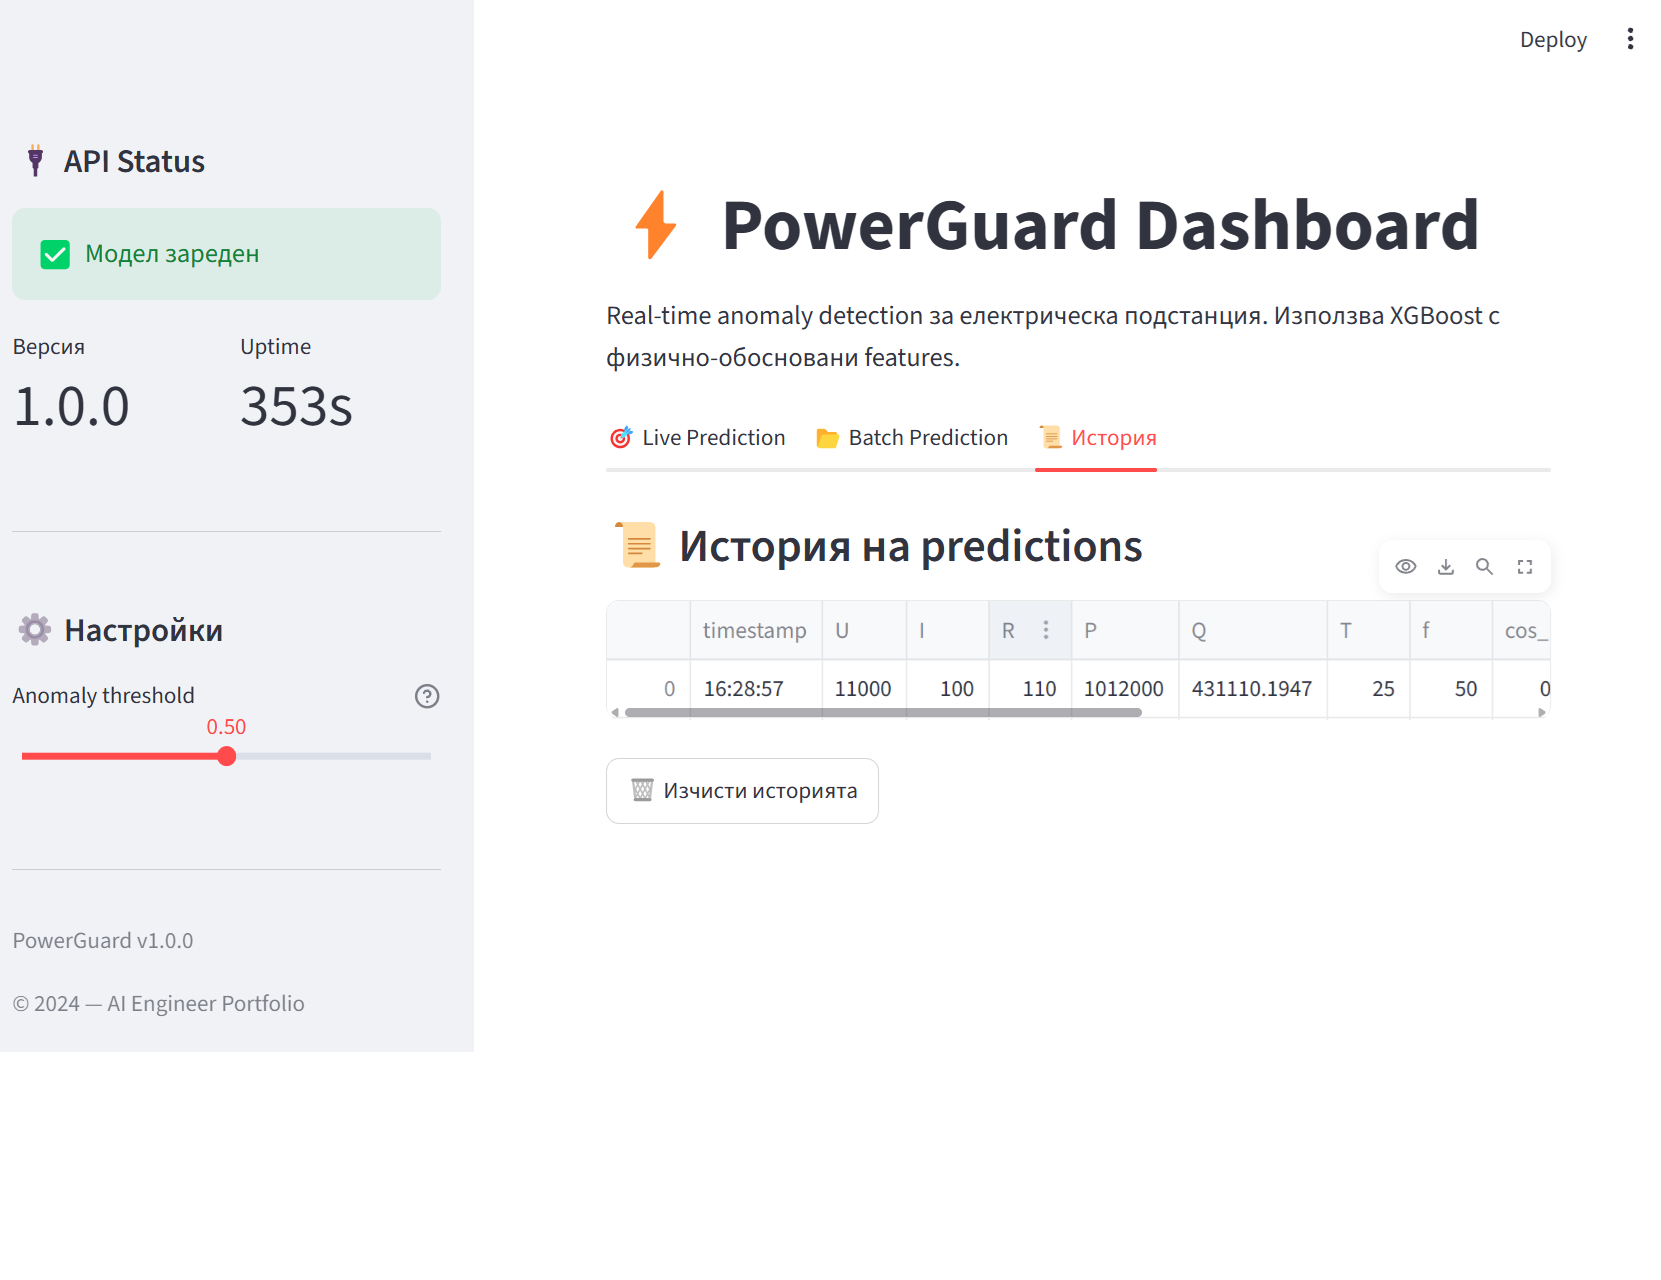 Deploy
API Status
Модел зареден
Версия
Uptime
1.0.0
353s
Настройки
Anomaly threshold
0.50
PowerGuard v1.0.0
© 2024 — AI Engineer Portfolio
PowerGuard Dashboard
Real-time anomaly detection за електрическа подстанция. Използва XGBoost с
физично-обосновани features.
Live Prediction
Batch Prediction
История
История на predictions
timestamp U I R P Q T f cos_
0 16:28:57 11000 100 110 1012000 431110.1947 25 50 0
Изчисти историята